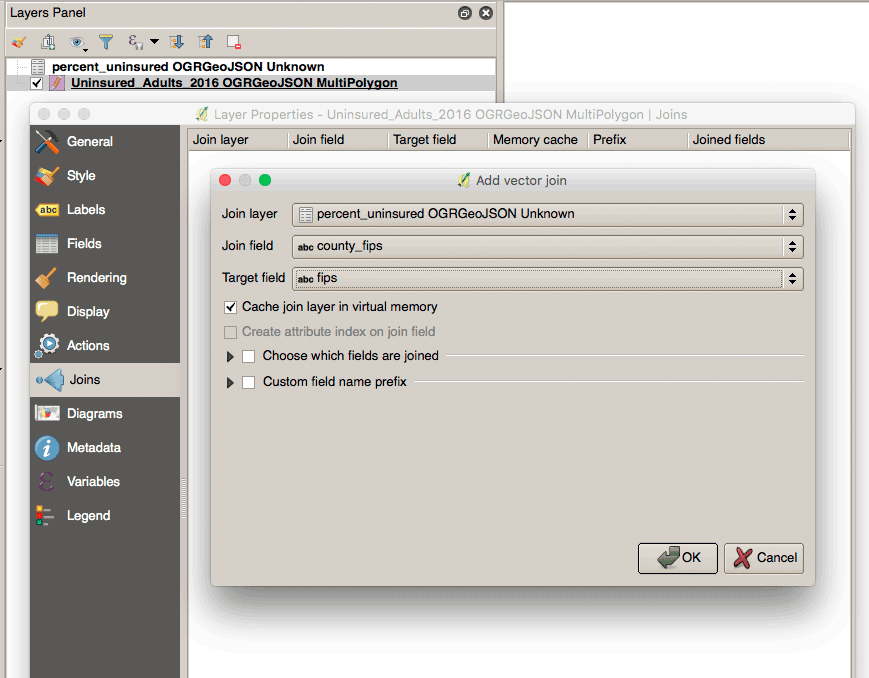 Layers Panel
percent_uninsured OGRGeoJSON Unknown
Uninsured_Adults_2016 OGRGeoJSON MultiPolygon
Layer Properties - Uninsured_Adults_2016 OGRGeoJSON MultiPolygon | Joins
General
Style
abc Labels
Fields
Rendering
Display
Actions
Joins
Diagrams
Metadata
Variables
Legend
Join layer Join field Target field Memory cache Prefix Joined fields
Add vector join
Join layer percent_uninsured OGRGeoJSON Unknown
Join field abc county_fips
Target field abc fips
Cache join layer in virtual memory
Create attribute index on join field
Choose which fields are joined
Custom field name prefix
OK Cancel